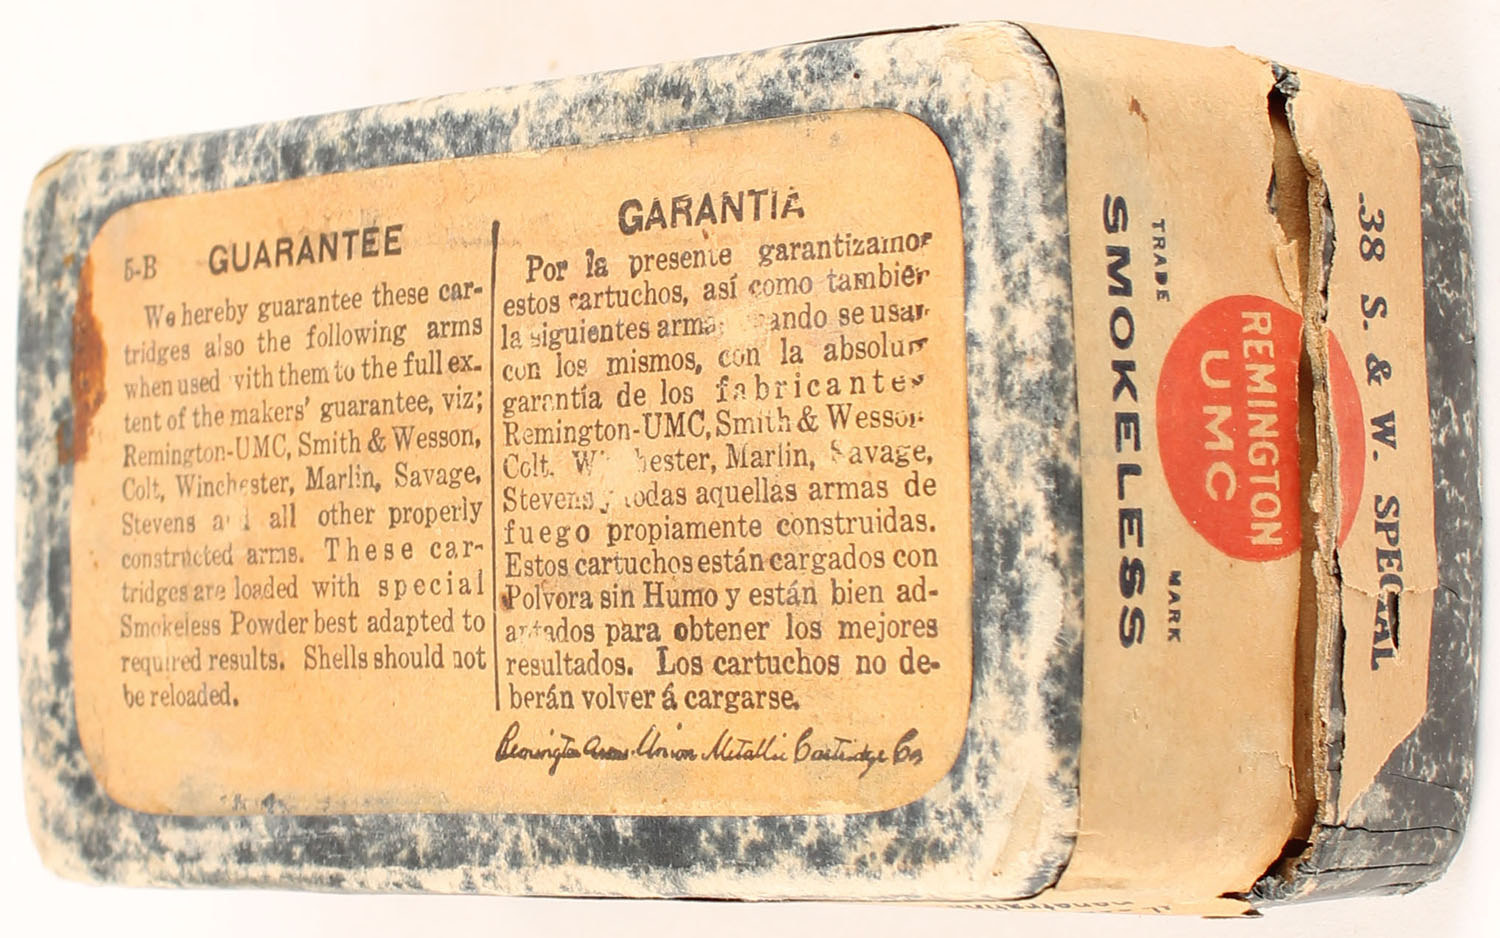 5-B GUARANTEE
We hereby guarantee these car-
tridges also the following arms
when used with them to the full ex-
tent of the makers' guarantee, viz;
Remington-UMC, Smith & Wesson,
Colt, Winchester, Marlin, Savage,
Stevens all other properly
constructed arms. These car-
tridges are loaded with special
Smokeless Powder best adapted to
required results. Shells should not
be reloaded.
GARANTIA
Por la presente garantizamos
estos cartuchos, así como también
la siguientes armas usan
con los mismos, con la absoluta
garantía de los fabricantes
Remington-UMC, Smith & Wesson
Colt, Marlin, Savage,
Stevens y todas aquellas armas de
fuego propiamente construidas.
Estos cartuchos están cargados con
Polvora sin Humo y están bien ad-
para obtener los mejores
resultados. Los cartuchos no de-
berán volver á cargarse.
Remington Arms-Union Metallic Cartridge Co
SMOKELESS
TRADE MARK
REMINGTON
UMC
.38 S. & W. SPECIAL